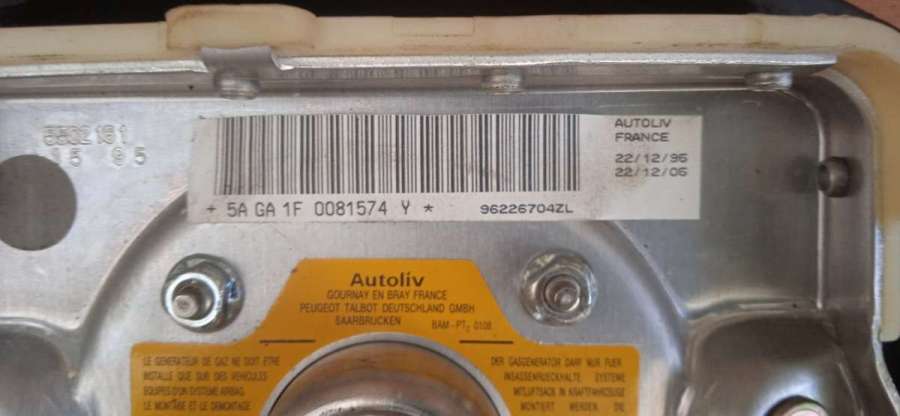 15 95
AUTOLIV
FRANCE
22/12/96
22/12/06
+ 5A GA 1F 0081574 Y *
96226704ZL
Autoliv
GOURNAY EN BRAY FRANCE
PEUGEOT TALBOT DEUTSCHLAND GMBH
SAARBRUCKEN
BAM-PT₂ 0108
LE GENERATEUR DE GAZ NE DOIT ÊTRE
INSTALLE QUE SUR DES VEHICULES
EQUIPES D'UN SYSTEME AIRBAG
LE MONTAGE ET LE DEMONTAGE
DER GASGENERATOR DARF NUR FUER
INSASSENRUECKHALTE SYSTEME
MIT LUFTSACK IN KRAFTFAHRZEUGE
MONTIERT WERDEN DIE